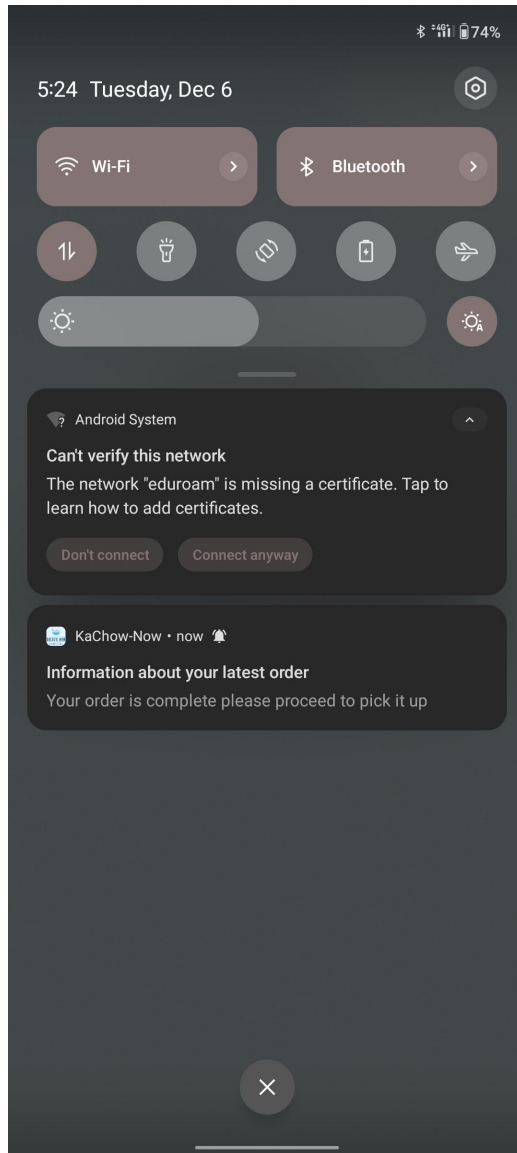 4G+ 74%
5:24 Tuesday, Dec 6
Wi-Fi
Bluetooth
A
? Android System
Can't verify this network
The network "eduroam" is missing a certificate. Tap to
learn how to add certificates.
Don't connect Connect anyway
KaChow-Now • now
Information about your latest order
Your order is complete please proceed to pick it up